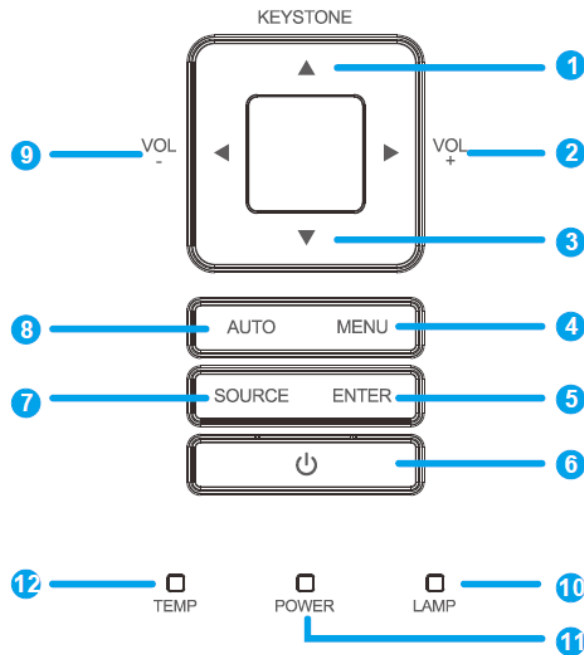 KEYSTONE
1
9 VOL - VOL + 2
3
8 AUTO MENU 4
7 SOURCE ENTER 5
6
12 10
TEMP POWER LAMP
11